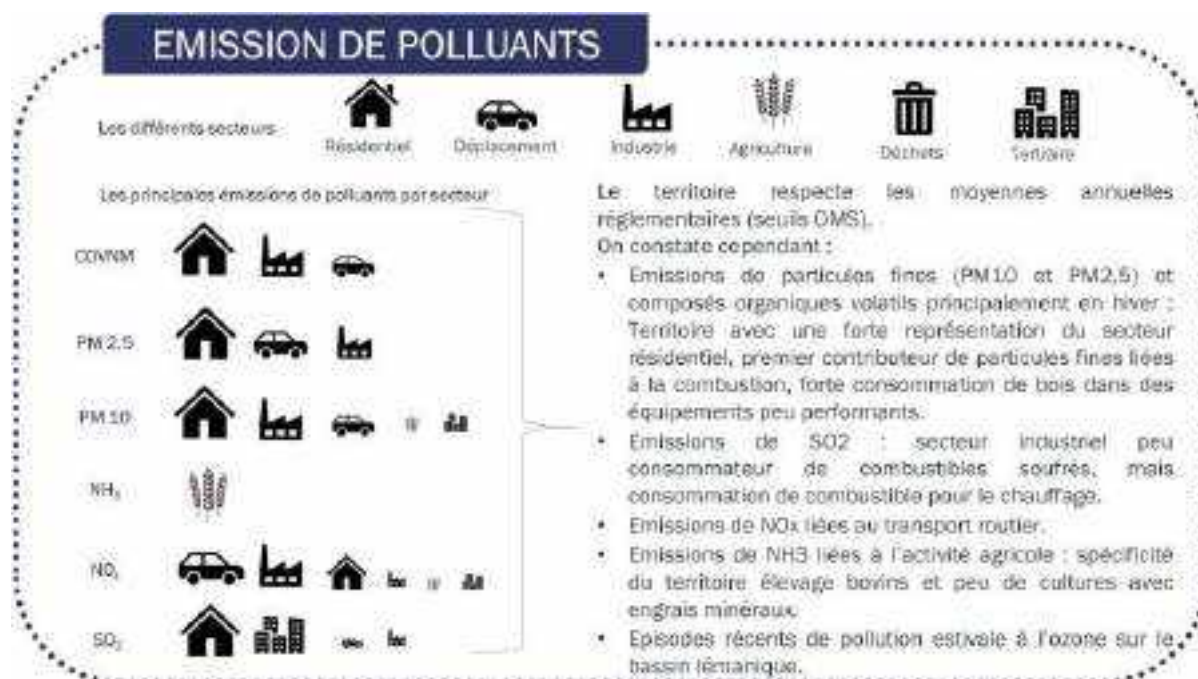 EMISSION DE POLLUANTS
Les différents secteurs
Résidentiel
Déplacement
Industrie
Agriculture
Déchets
Tertiaire
Les principales émissions de polluants par secteur
COVNM
PM 2.5
PM 10
NH₃
NOₓ
SO₂
Le territoire respecte les moyennes annuelles
réglementaires (seuils OMS).
On constate cependant :
• Emissions de particules fines (PM10 et PM2,5) et
composés organiques volatils principalement en hiver :
Territoire avec une forte représentation du secteur
résidentiel, premier contributeur de particules fines liées
à la combustion, forte consommation de bois dans des
équipements peu performants.
• Emissions de SO2 : secteur industriel peu
consommateur de combustibles soufrés, mais
consommation de combustible pour le chauffage.
• Emissions de NOx liées au transport routier.
• Emissions de NH3 liées à l'activité agricole : spécificité
du territoire élevage bovins et peu de cultures avec
engrais minéraux.
• Episodes récents de pollution estivale à l'ozone sur le
bassin lémanique.